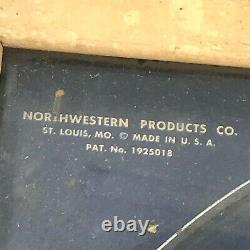 NORTHWESTERN PRODUCTS CO.
ST. LOUIS, MO. © MADE IN U. S. A.
PAT. No. 1925018
ebay